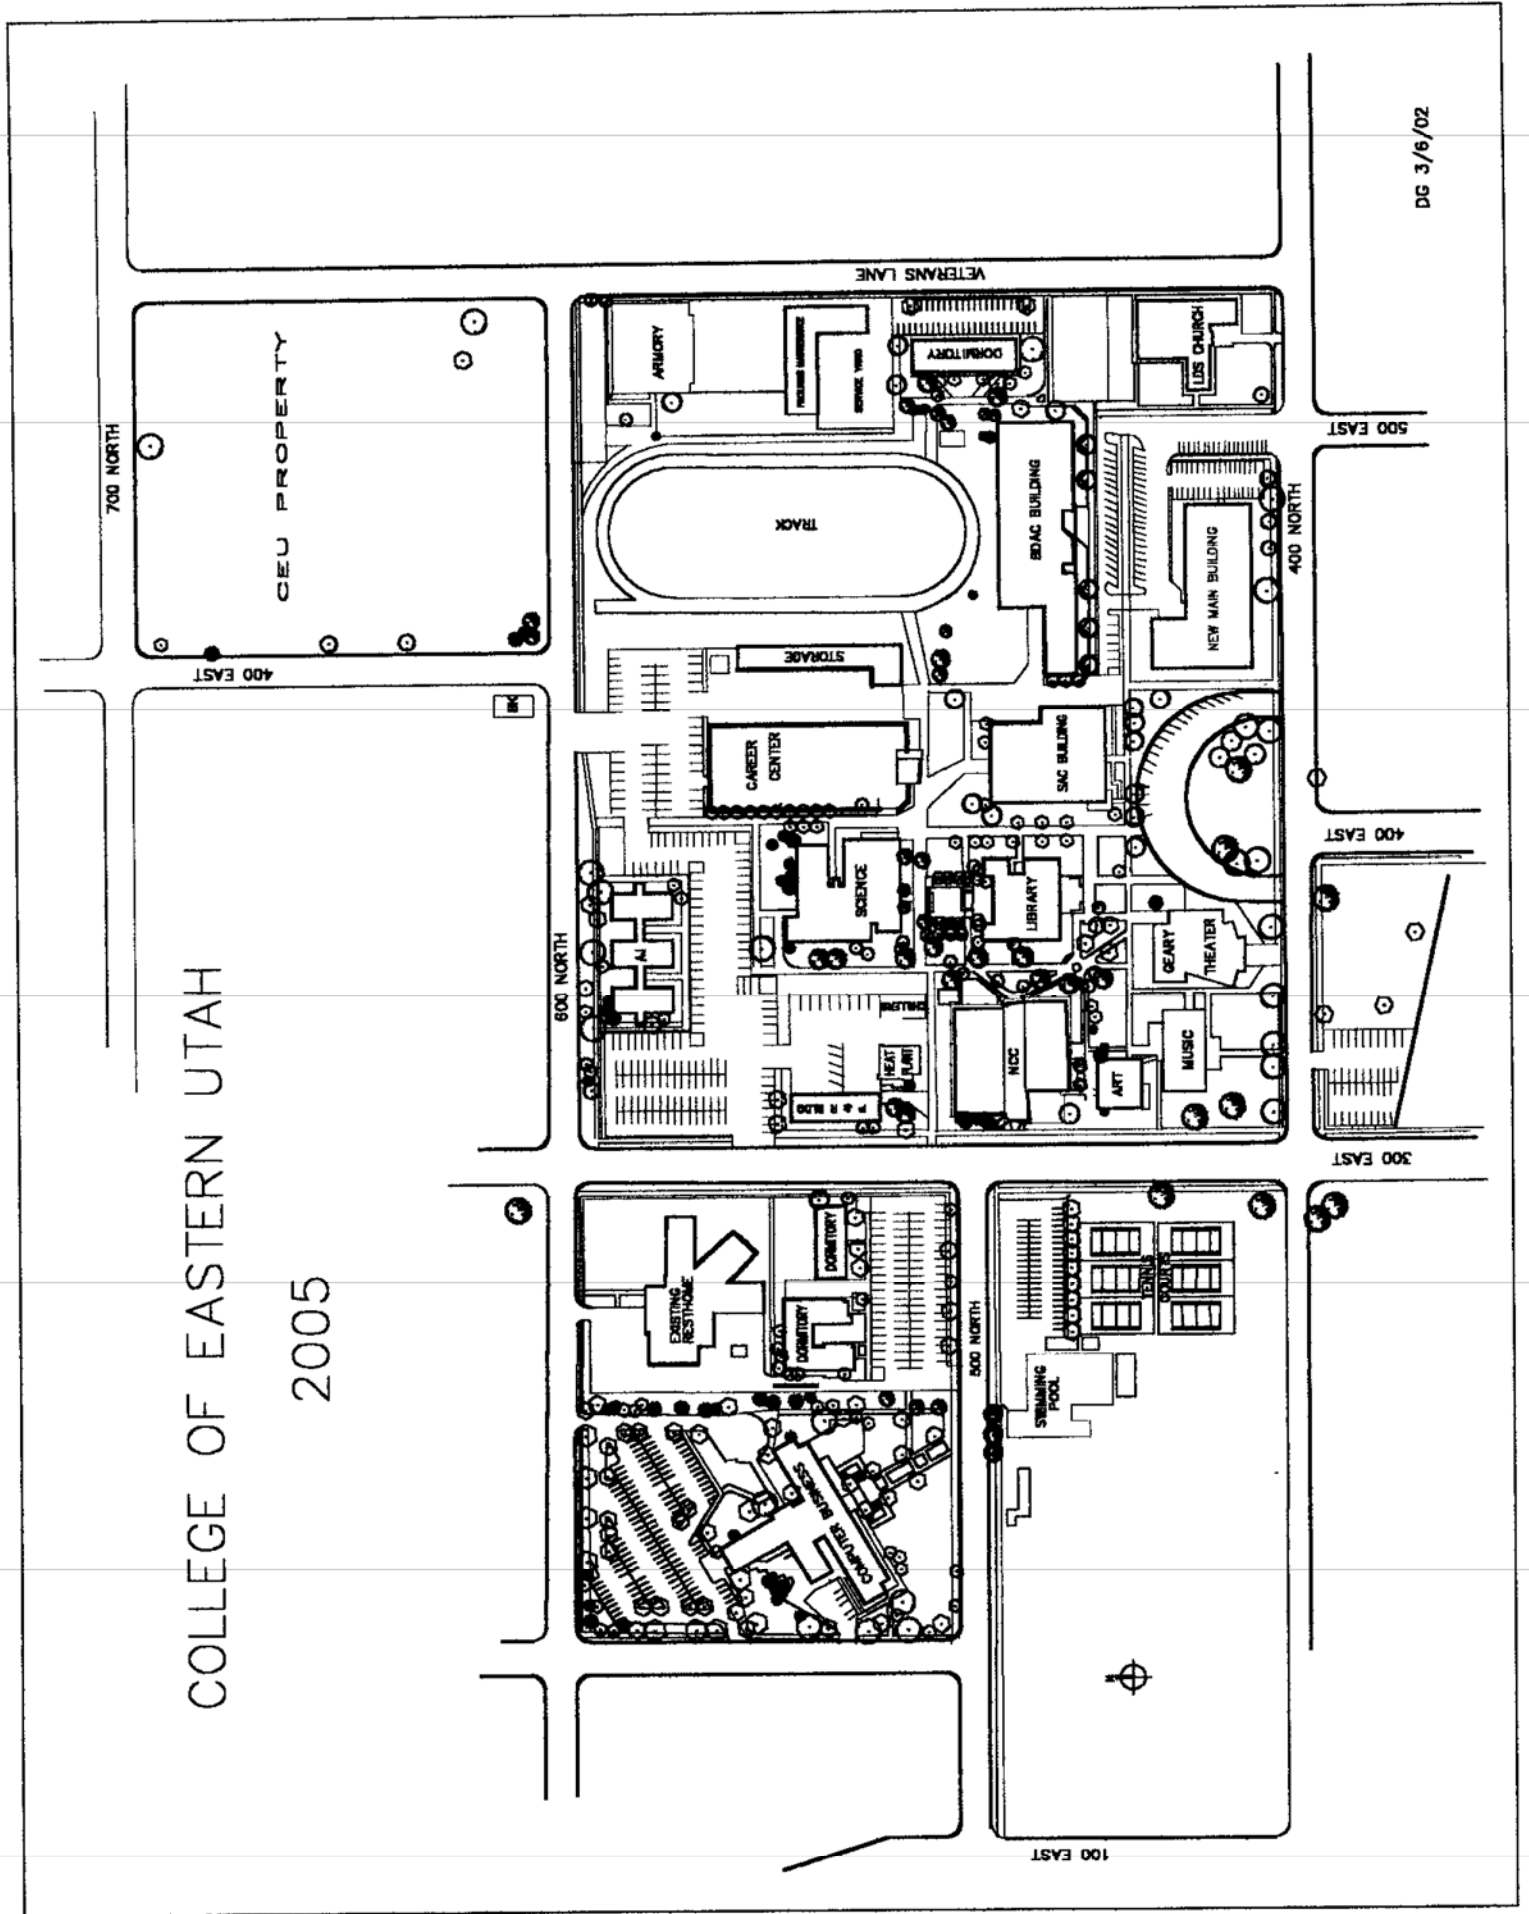 COLLEGE OF EASTERN UTAH
2005
700 NORTH
CEU PROPERTY
400 EAST
600 NORTH
VETERANS LANE
ARMORY
SERVICE YARD
DORMITORY
LDS CHURCH
500 EAST
TRACK
BDAC BUILDING
NEW MAIN BUILDING
400 NORTH
STORAGE
CAREER
CENTER
SAC BUILDING
400 EAST
AJ
SCIENCE
LIBRARY
GEARY
THEATER
CHILLERS
HEAT
PLANT
NCC
ART
MUSIC
300 EAST
EXISTING
RESTHOME
DORMITORY
DORMITORY
500 NORTH
TENNIS
COURTS
SWIMMING
POOL
COMPUTER BUSINESS
N
100 EAST
DG 3/6/02